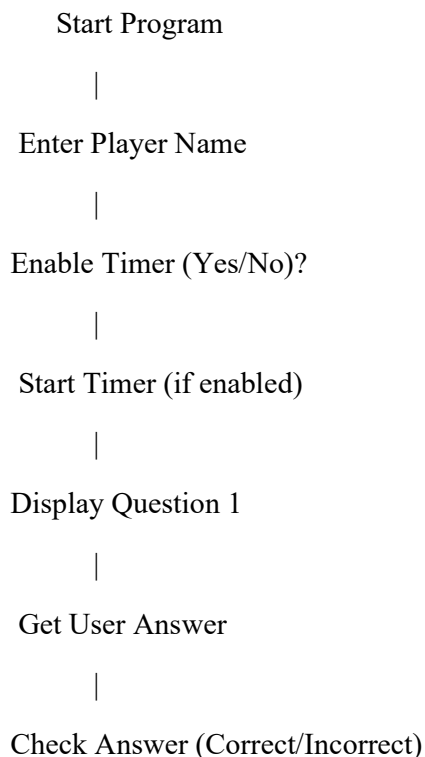 Start Program
|
Enter Player Name
|
Enable Timer (Yes/No)?
|
Start Timer (if enabled)
|
Display Question 1
|
Get User Answer
|
Check Answer (Correct/Incorrect)